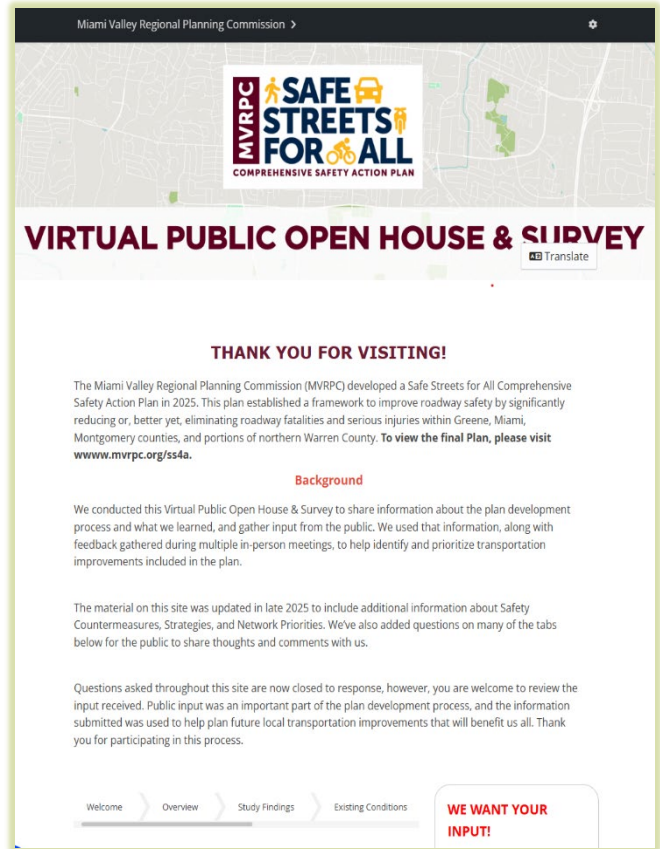 Miami Valley Regional Planning Commission >
MVRPC
SAFE
STREETS
FOR ALL
COMPREHENSIVE SAFETY ACTION PLAN
VIRTUAL PUBLIC OPEN HOUSE & SURVEY
Translate
THANK YOU FOR VISITING!
The Miami Valley Regional Planning Commission (MVRPC) developed a Safe Streets for All Comprehensive
Safety Action Plan in 2025. This plan established a framework to improve roadway safety by significantly
reducing or, better yet, eliminating roadway fatalities and serious injuries within Greene, Miami,
Montgomery counties, and portions of northern Warren County. To view the final Plan, please visit
wwww.mvrpc.org/ss4a.
Background
We conducted this Virtual Public Open House & Survey to share information about the plan development
process and what we learned, and gather input from the public. We used that information, along with
feedback gathered during multiple in-person meetings, to help identify and prioritize transportation
improvements included in the plan.
The material on this site was updated in late 2025 to include additional information about Safety
Countermeasures, Strategies, and Network Priorities. We've also added questions on many of the tabs
below for the public to share thoughts and comments with us.
Questions asked throughout this site are now closed to response, however, you are welcome to review the
input received. Public input was an important part of the plan development process, and the information
submitted was used to help plan future local transportation improvements that will benefit us all. Thank
you for participating in this process.
Welcome Overview Study Findings Existing Conditions
WE WANT YOUR
INPUT!